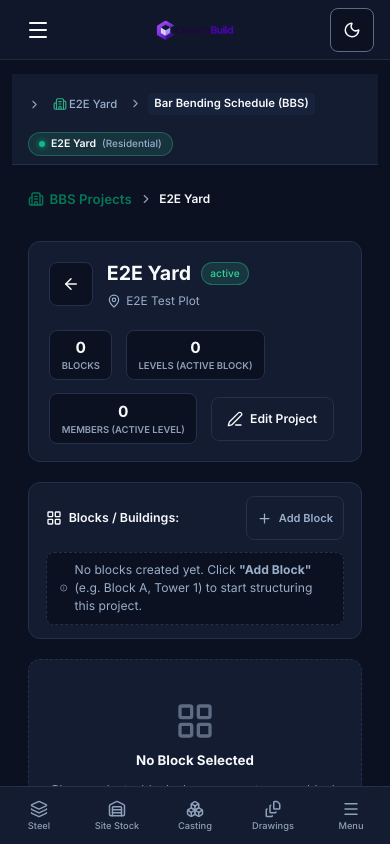 Build
E2E Yard
Bar Bending Schedule (BBS)
E2E Yard (Residential)
BBS Projects
E2E Yard
E2E Yard
active
E2E Test Plot
0
BLOCKS
0
LEVELS (ACTIVE BLOCK)
0
MEMBERS (ACTIVE LEVEL)
Edit Project
Blocks / Buildings:
Add Block
No blocks created yet. Click "Add Block"
(e.g. Block A, Tower 1) to start structuring
this project.
No Block Selected
Steel
Site Stock
Casting
Drawings
Menu